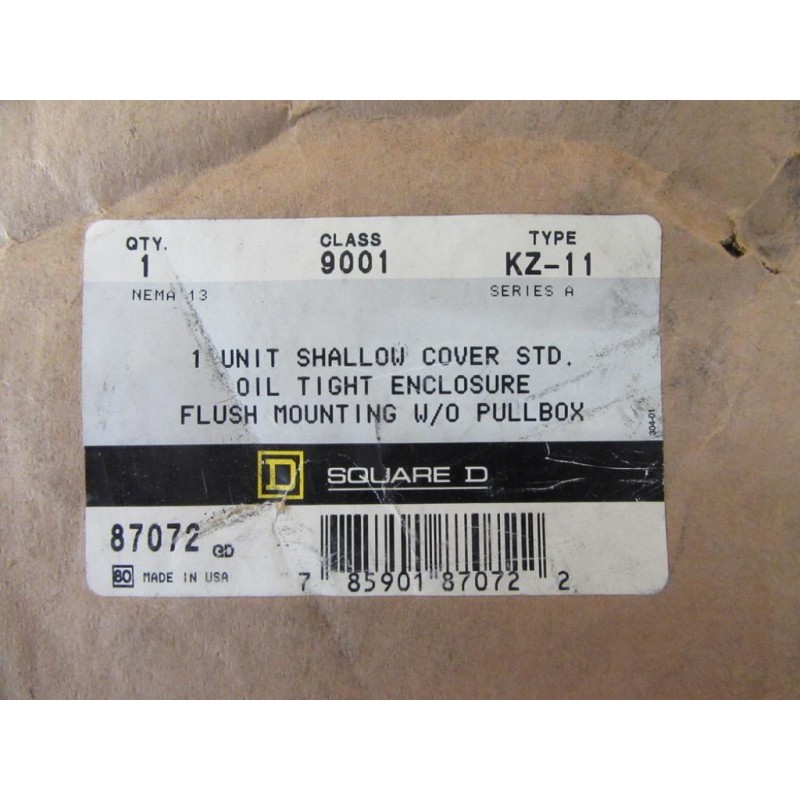 QTY. CLASS TYPE
1 9001 KZ-11
NEMA 13 SERIES A
1 UNIT SHALLOW COVER STD.
OIL TIGHT ENCLOSURE
FLUSH MOUNTING W/O PULLBOX
304-01
D SQUARE D
87072 GD
80 MADE IN USA
7 85901 87072 2